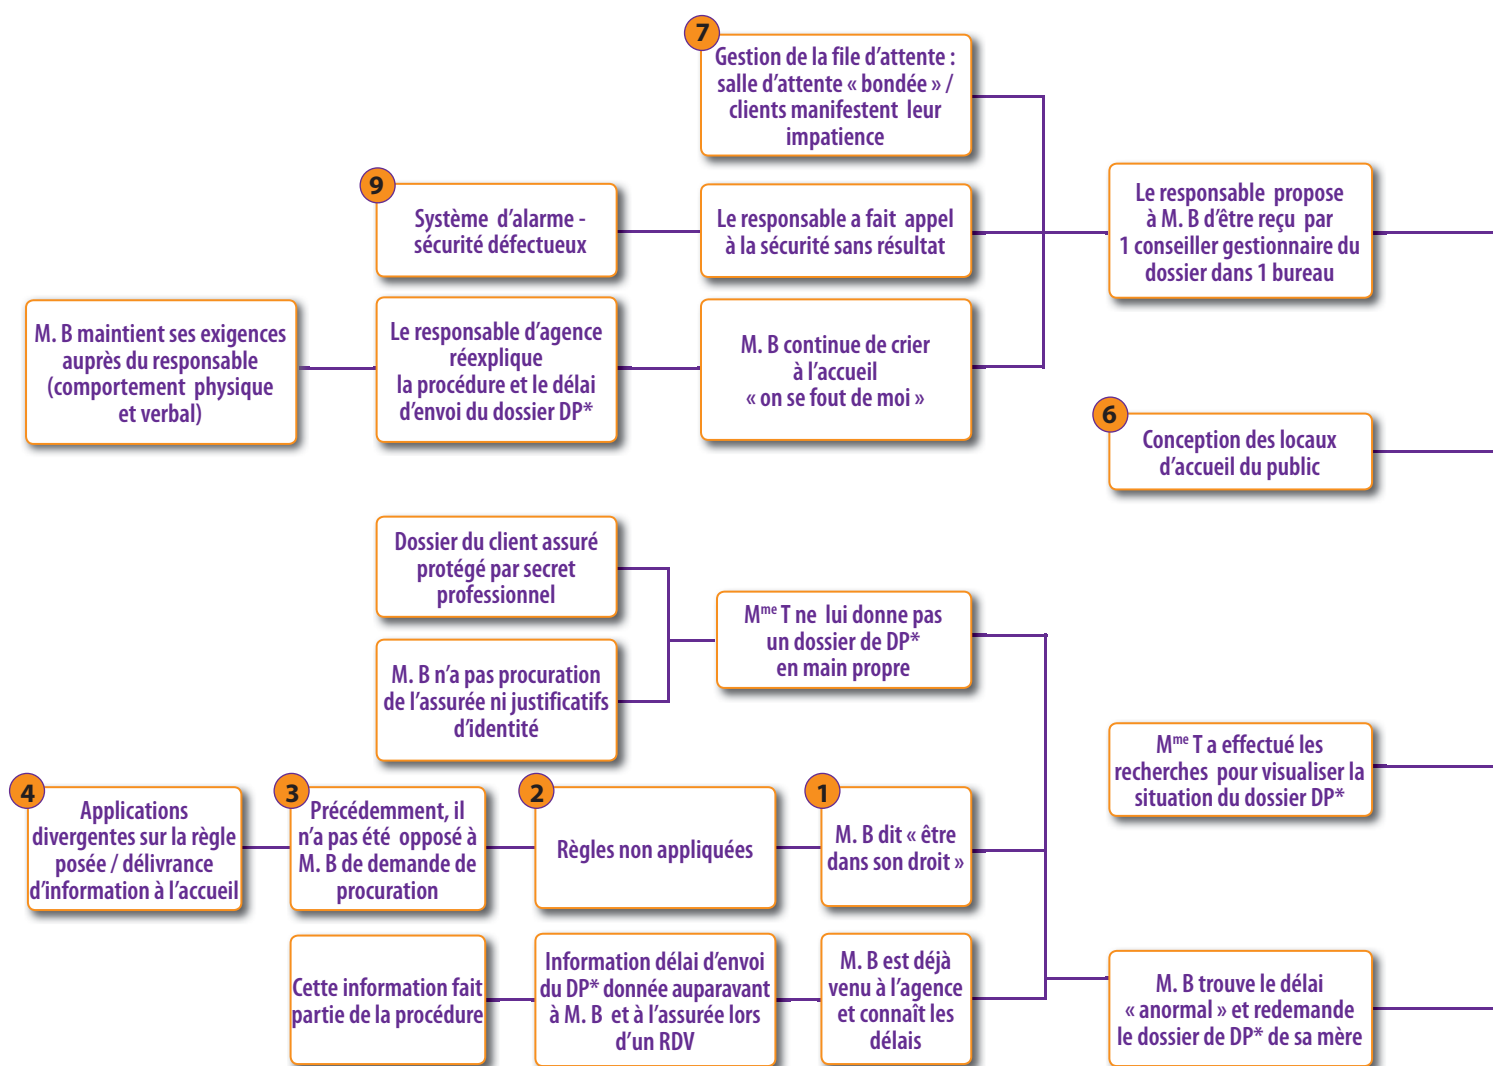 7
Gestion de la file d'attente :
salle d'attente « bondée » /
clients manifestent leur
impatience
9
Système d'alarme -
sécurité défectueux
Le responsable a fait appel
à la sécurité sans résultat
Le responsable propose
à M. B d'être reçu par
1 conseiller gestionnaire du
dossier dans 1 bureau
M. B maintient ses exigences
auprès du responsable
(comportement physique
et verbal)
Le responsable d'agence
réexplique
la procédure et le délai
d'envoi du dossier DP*
M. B continue de crier
à l'accueil
« on se fout de moi »
6
Conception des locaux
d'accueil du public
Dossier du client assuré
protégé par secret
professionnel
M. B n'a pas procuration
de l'assurée ni justificatifs
d'identité
Mme T ne lui donne pas
un dossier de DP*
en main propre
Mme T a effectué les
recherches pour visualiser la
situation du dossier DP*
4
Applications
divergentes sur la règle
posée / délivrance
d'information à l'accueil
3
Précédemment, il
n'a pas été opposé à
M. B de demande de
procuration
2
Règles non appliquées
1
M. B dit « être
dans son droit »
Cette information fait
partie de la procédure
Information délai d'envoi
du DP* donnée auparavant
à M. B et à l'assurée lors
d'un RDV
M. B est déjà
venu à l'agence
et connaît les
délais
M. B trouve le délai
« anormal » et redemande
le dossier de DP* de sa mère